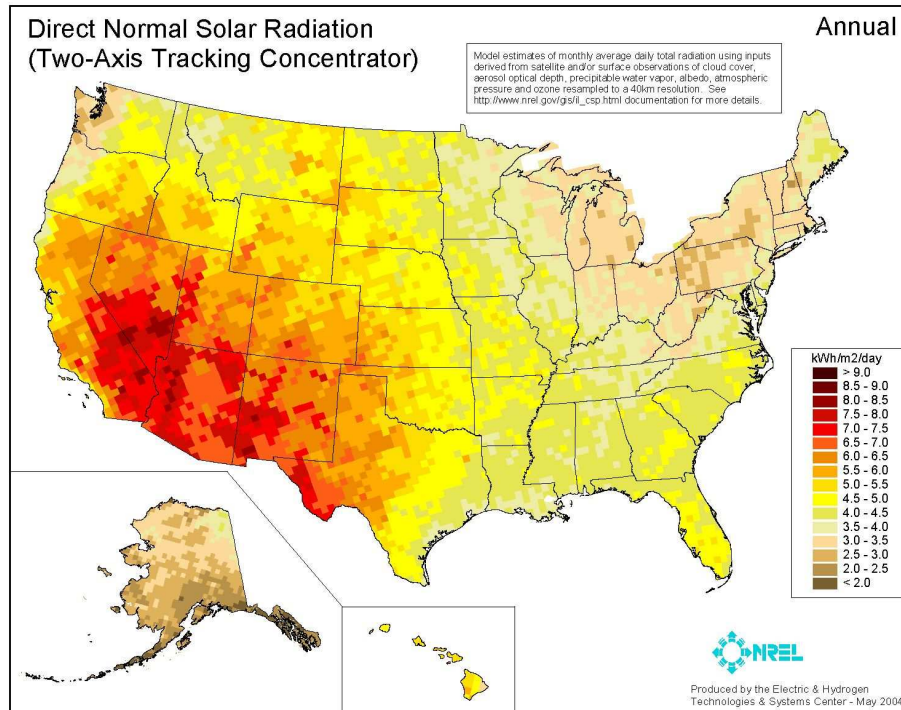 Direct Normal Solar Radiation
(Two-Axis Tracking Concentrator)
Annual
Model estimates of monthly average daily total radiation using inputs
derived from satellite and/or surface observations of cloud cover,
aerosol optical depth, precipitable water vapor, albedo, atmospheric
pressure and ozone resampled to a 40km resolution. See
http://www.nrel.gov/gis/il_csp.html documentation for more details.
kWh/m2/day
> 9.0
8.5 - 9.0
8.0 - 8.5
7.5 - 8.0
7.0 - 7.5
6.5 - 7.0
6.0 - 6.5
5.5 - 6.0
5.0 - 5.5
4.5 - 5.0
4.0 - 4.5
3.5 - 4.0
3.0 - 3.5
2.5 - 3.0
2.0 - 2.5
< 2.0
NREL
Produced by the Electric & Hydrogen
Technologies & Systems Center - May 2004